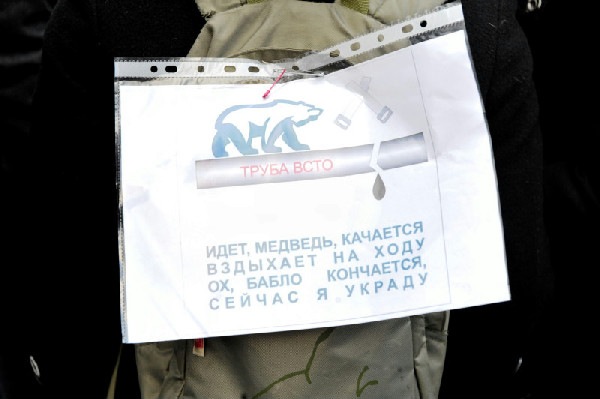 ТРУБА ВСТО
ИДЕТ, МЕДВЕДЬ, КАЧАЕТСЯ
ВЗДЫХАЕТ НА ХОДУ
ОХ, БАБЛО КОНЧАЕТСЯ,
СЕЙЧАС Я УКРАДУ